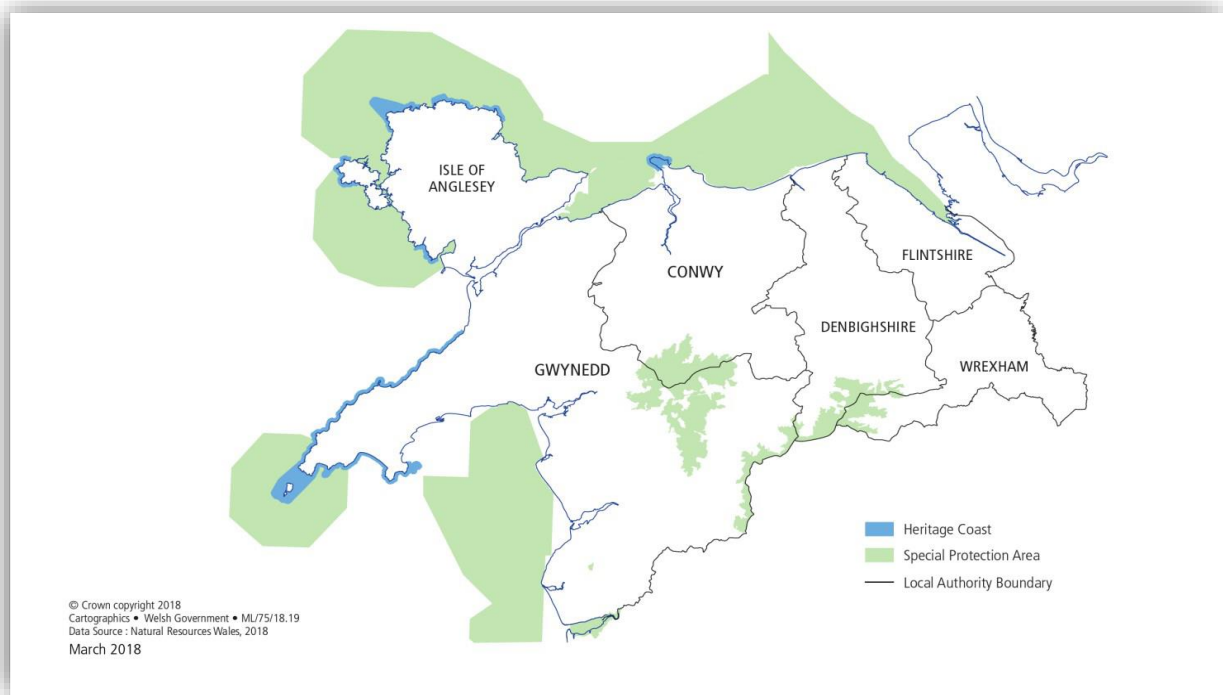 ISLE OF
ANGLESEY
CONWY
FLINTSHIRE
DENBIGHSHIRE
GWYNEDD
WREXHAM
Heritage Coast
Special Protection Area
Local Authority Boundary
© Crown copyright 2018
Cartographics • Welsh Government • ML/75/18.19
Data Source : Natural Resources Wales, 2018
March 2018